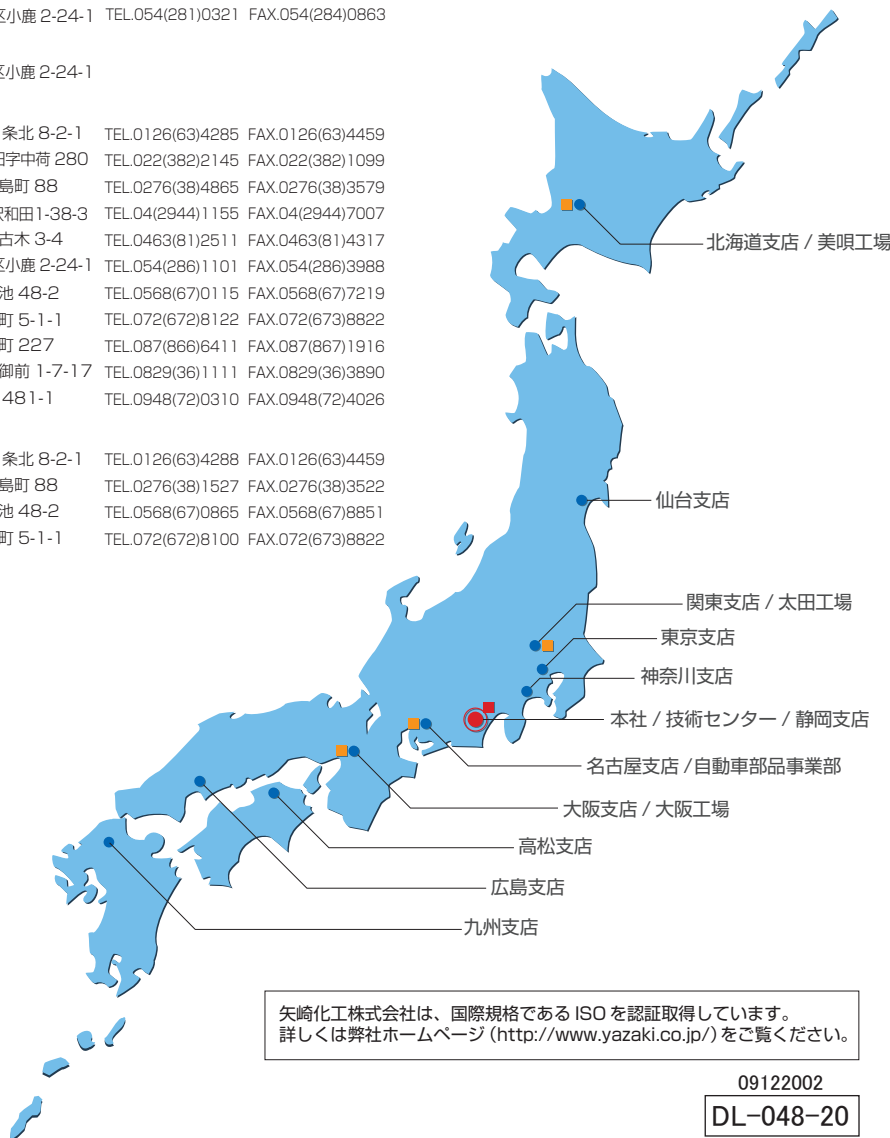 区小鹿 2-24-1 TEL.054(281)0321 FAX.054(284)0863
区小鹿 2-24-1
条北 8-2-1 TEL.0126(63)4285 FAX.0126(63)4459
田字中荷 280 TEL.022(382)2145 FAX.022(382)1099
島町 88 TEL.0276(38)4865 FAX.0276(38)3579
沢和田1-38-3 TEL.04(2944)1155 FAX.04(2944)7007
古木 3-4 TEL.0463(81)2511 FAX.0463(81)4317
区小鹿 2-24-1 TEL.054(286)1101 FAX.054(286)3988
池 48-2 TEL.0568(67)0115 FAX.0568(67)7219
町 5-1-1 TEL.072(672)8122 FAX.072(673)8822
町 227 TEL.087(866)6411 FAX.087(867)1916
御前 1-7-17 TEL.0829(36)1111 FAX.0829(36)3890
481-1 TEL.0948(72)0310 FAX.0948(72)4026
条北 8-2-1 TEL.0126(63)4288 FAX.0126(63)4459
島町 88 TEL.0276(38)1527 FAX.0276(38)3522
池 48-2 TEL.0568(67)0865 FAX.0568(67)8851
町 5-1-1 TEL.072(672)8100 FAX.072(673)8822
北海道支店 / 美唄工場
仙台支店
関東支店 / 太田工場
東京支店
神奈川支店
本社 / 技術センター / 静岡支店
名古屋支店 /自動車部品事業部
大阪支店 / 大阪工場
高松支店
広島支店
九州支店
矢崎化工株式会社は、国際規格である ISO を認証取得しています。
詳しくは弊社ホームページ (http://www.yazaki.co.jp/) をご覧ください。
09122002
DL-048-20